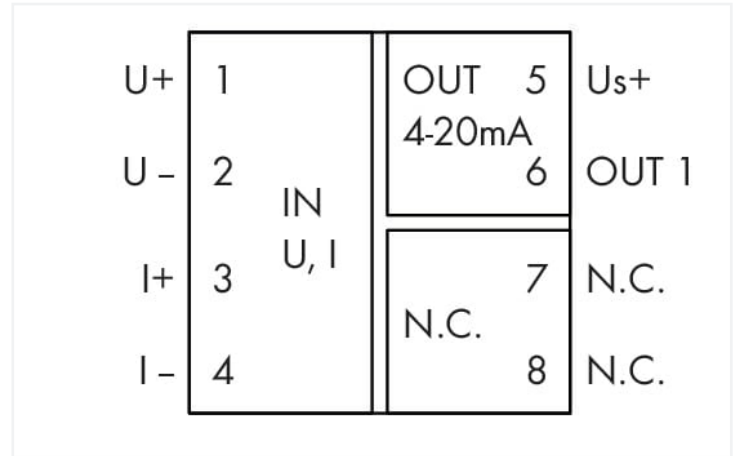 U+ 1 OUT 5 Us+
4-20mA
U – 2 6 OUT 1
IN
U, I
I+ 3 7 N.C.
N.C.
I – 4 8 N.C.